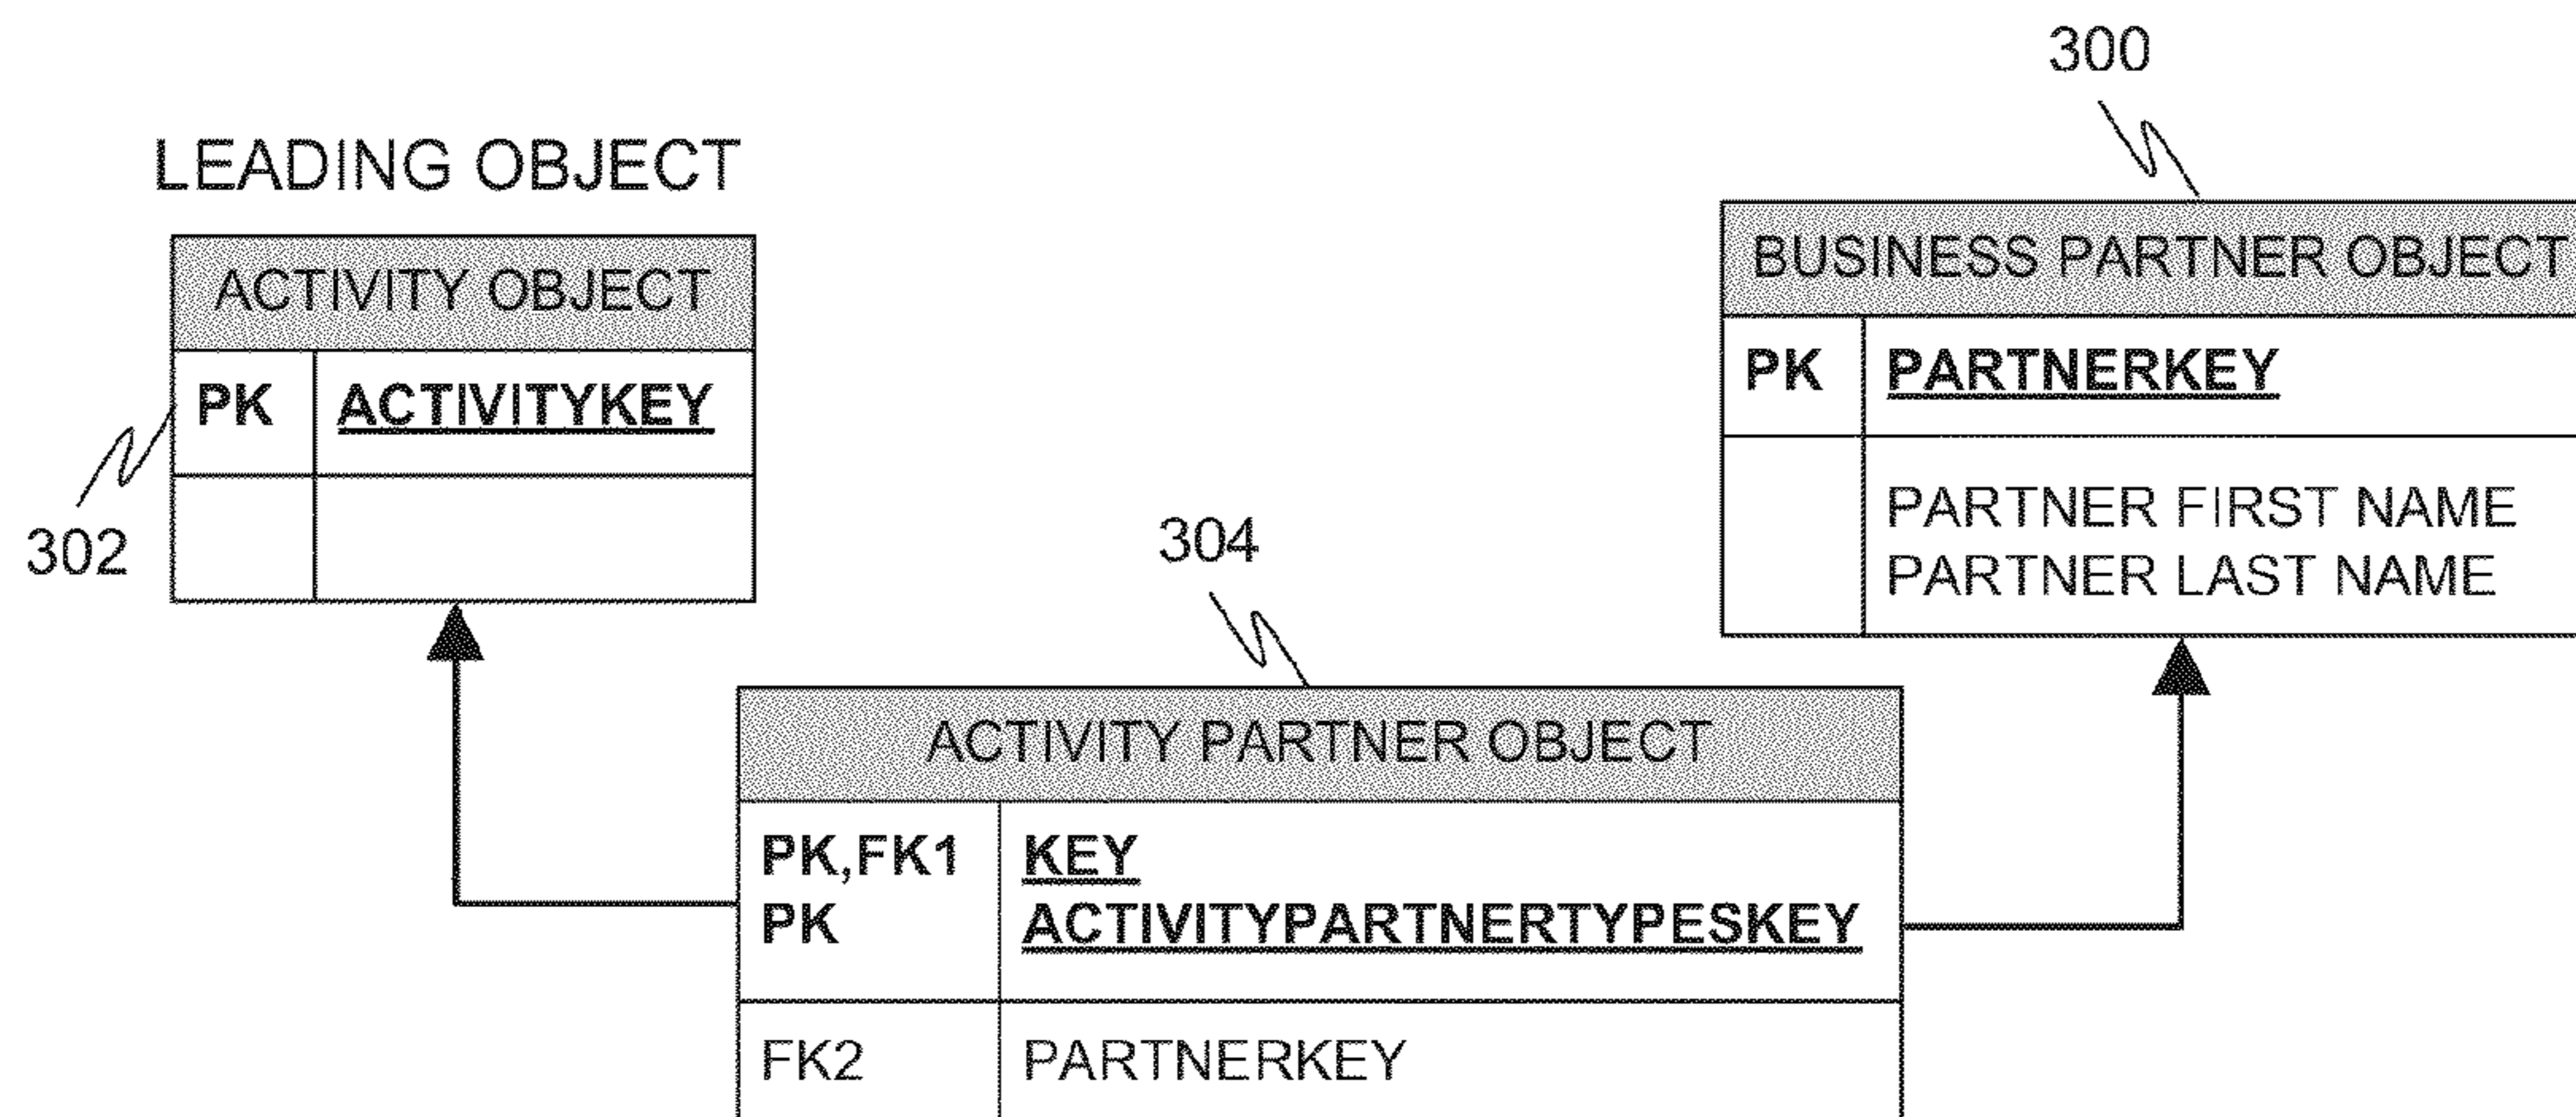 300
LEADING OBJECT
BUSINESS PARTNER OBJECT
ACTIVITY OBJECT
PK PARTNERKEY
PK ACTIVITYKEY
PARTNER FIRST NAME
PARTNER LAST NAME
302
304
ACTIVITY PARTNER OBJECT
PK,FK1 KEY
PK ACTIVITYPARTNERTYPESKEY
FK2 PARTNERKEY